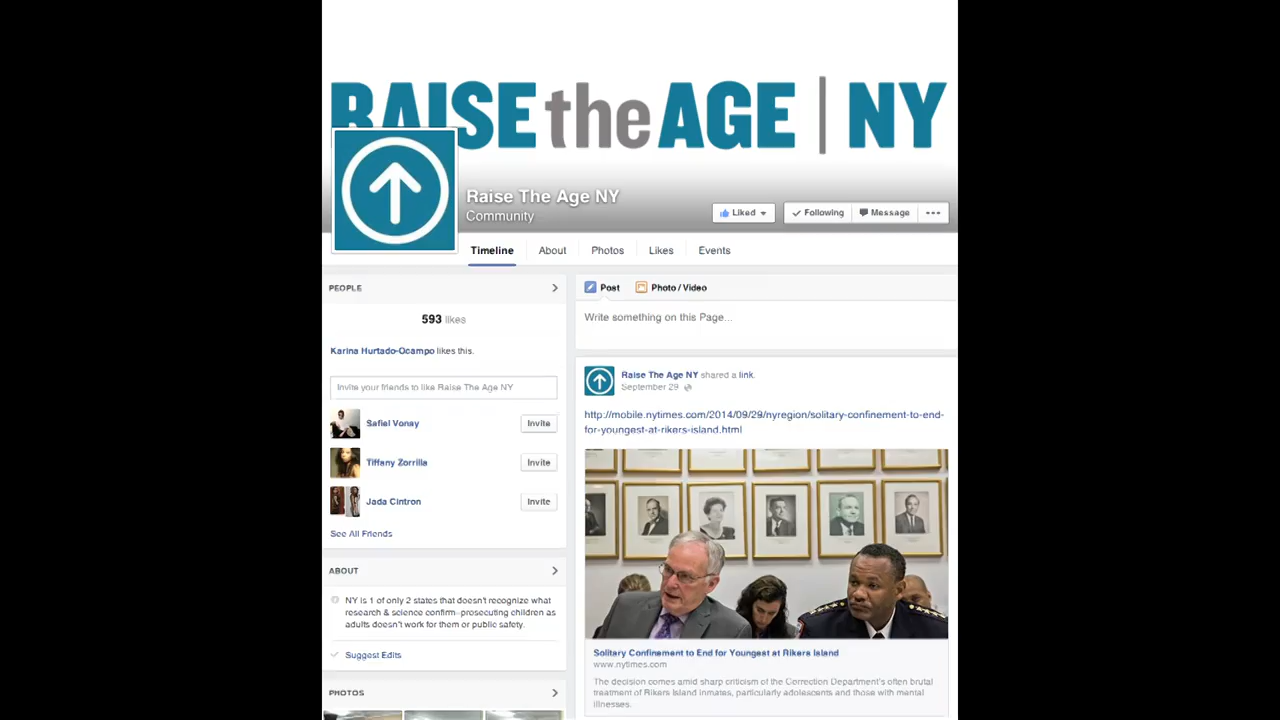 RAISE the AGE | NY
Raise The Age NY
Community
Liked
Following
Message
Timeline
About
Photos
Likes
Events
PEOPLE
593 likes
Karina Hurtado-Ocampo likes this.
Invite your friends to like Raise The Age NY
Safiel Vonay
Invite
Tiffany Zorrilla
Invite
Jada Cintron
Invite
See All Friends
ABOUT
NY is 1 of only 2 states that doesn't recognize what
research & science confirm--prosecuting children as
adults doesn't work for them or public safety.
Suggest Edits
PHOTOS
Post
Photo / Video
Write something on this Page...
Raise The Age NY shared a link.
September 29
http://mobile.nytimes.com/2014/09/29/nyregion/solitary-confinement-to-end-
for-youngest-at-rikers-island.html
Solitary Confinement to End for Youngest at Rikers Island
www.nytimes.com
The decision comes amid sharp criticism of the Correction Department's often brutal
treatment of Rikers Island inmates, particularly adolescents and those with mental
illnesses.